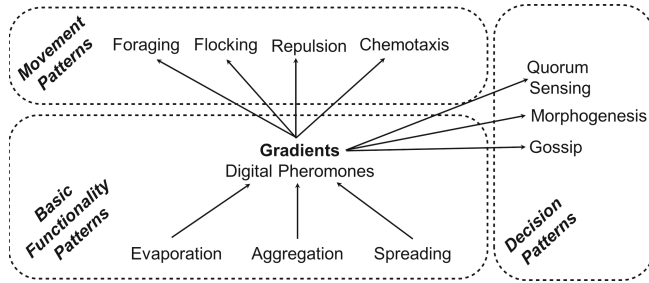 Movement
Patterns
Foraging
Flocking
Repulsion
Chemotaxis
Quorum
Sensing
Morphogenesis
Gossip
Gradients
Digital Pheromones
Basic
Functionality
Patterns
Evaporation
Aggregation
Spreading
Decision
Patterns